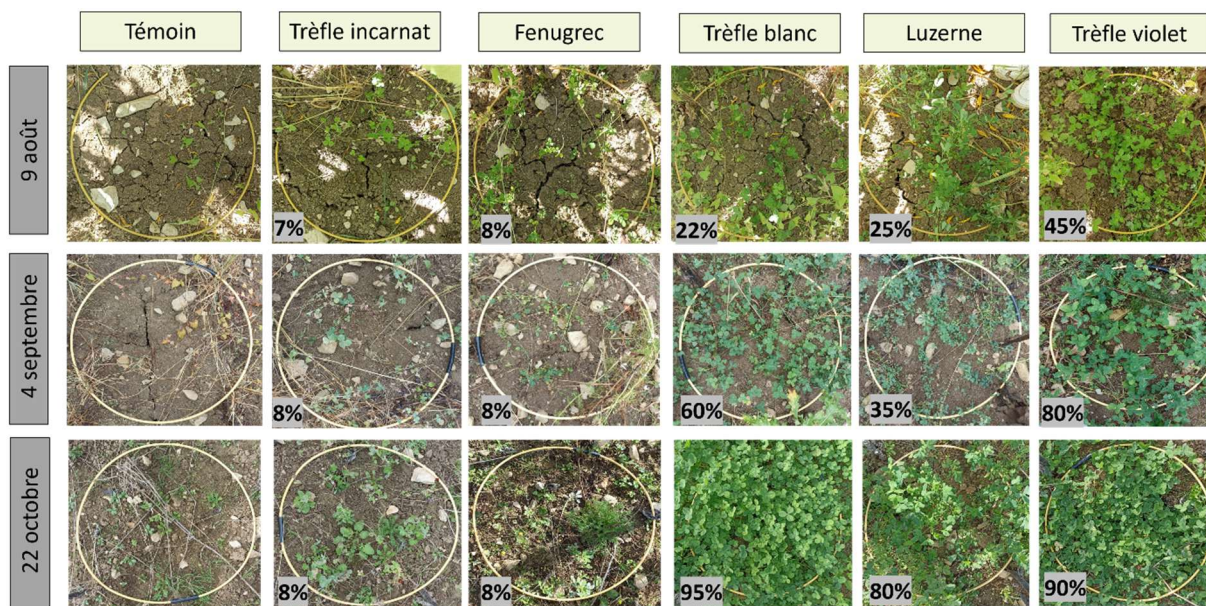 Témoin
Trèfle incarnat
Fenugrec
Trèfle blanc
Luzerne
Trèfle violet
9 août
7%
8%
22%
25%
45%
4 septembre
8%
8%
60%
35%
80%
22 octobre
8%
8%
95%
80%
90%